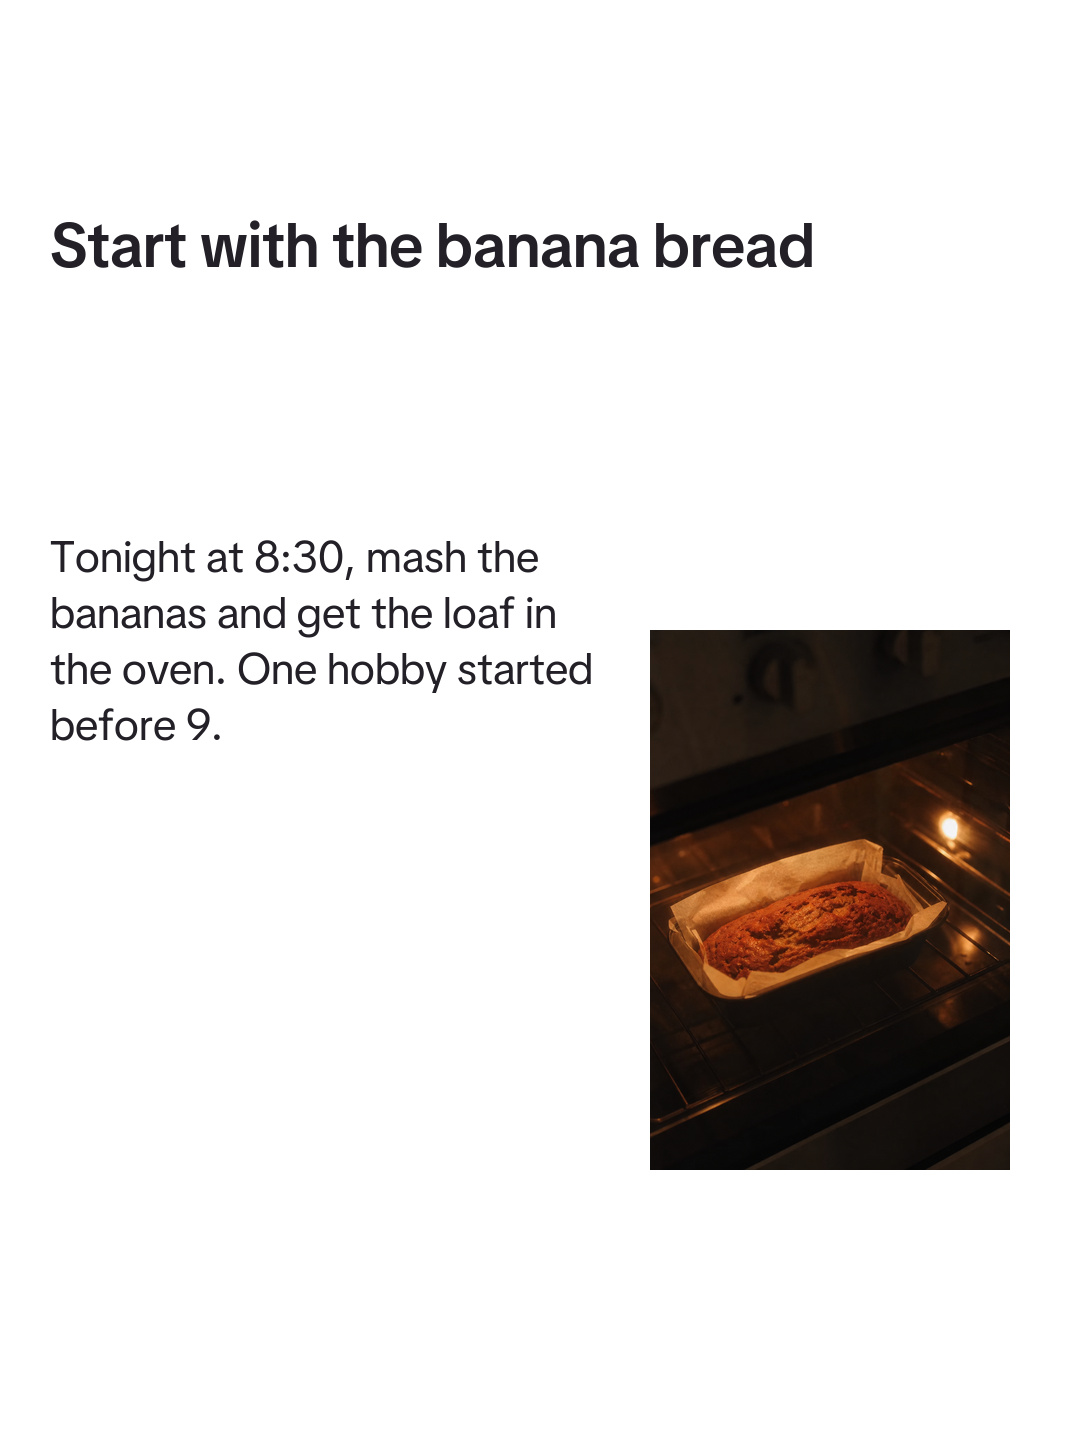 Start with the banana bread
Tonight at 8:30, mash the
bananas and get the loaf in
the oven. One hobby started
before 9.